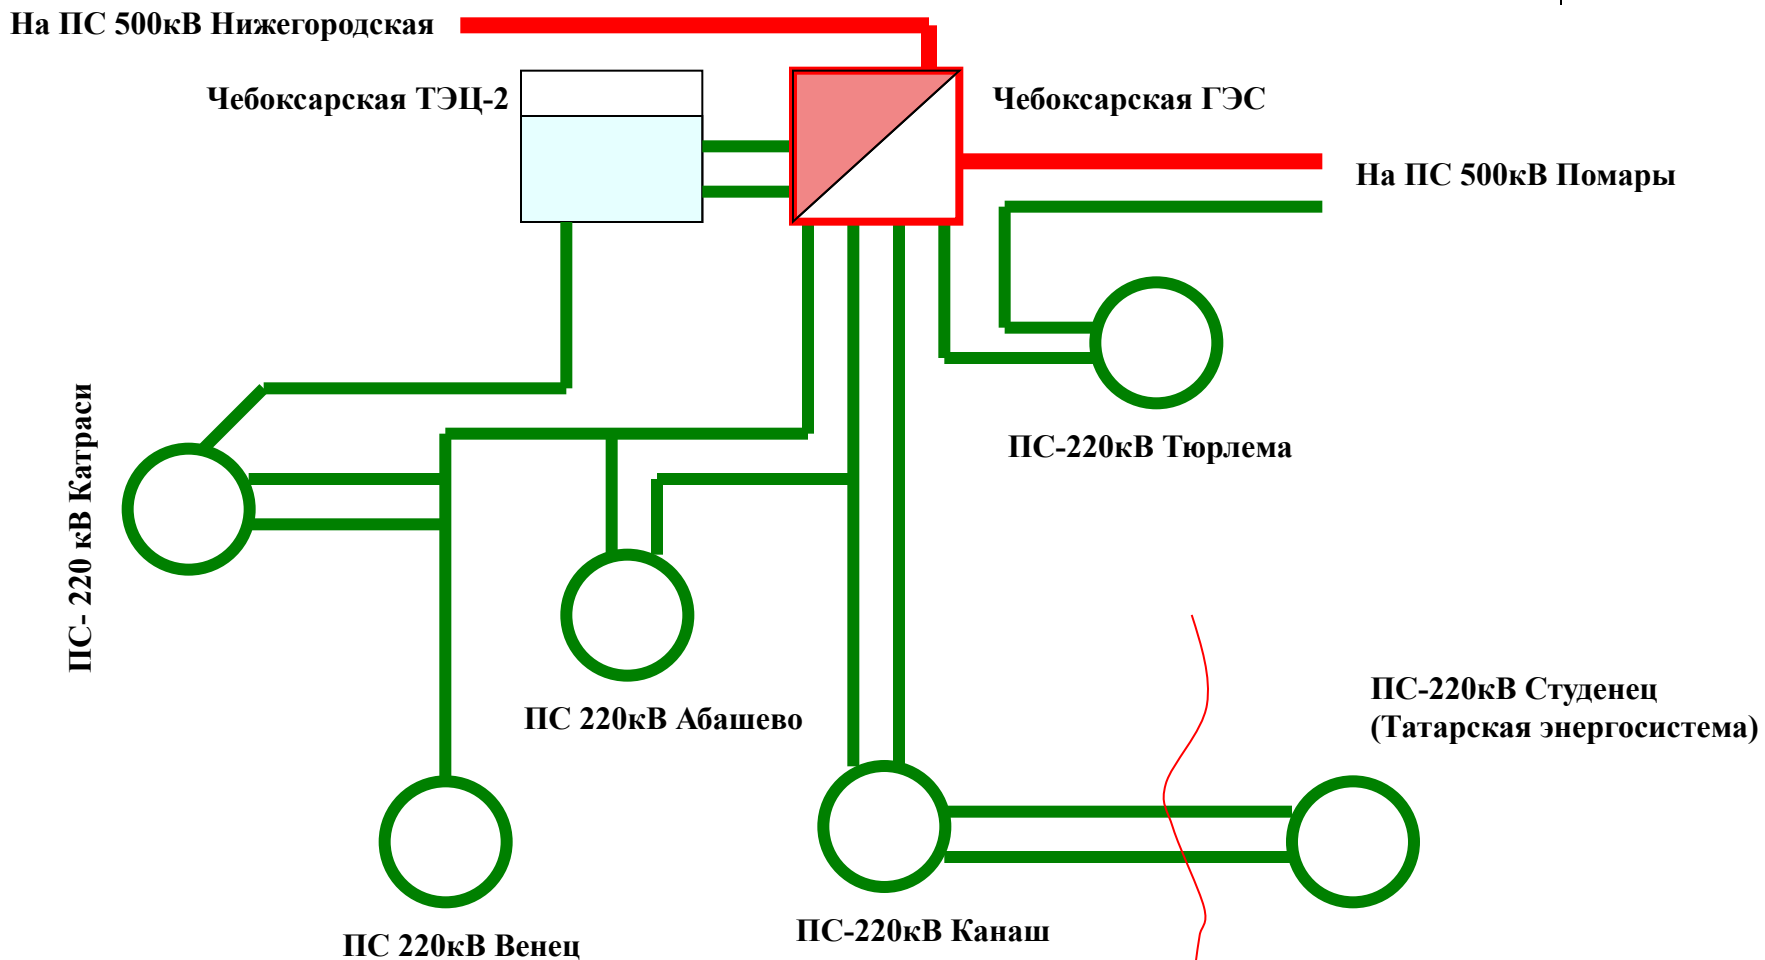 На ПС 500кВ Нижегородская
Чебоксарская ТЭЦ-2
Чебоксарская ГЭС
На ПС 500кВ Помары
ПС-220кВ Тюрлема
ПС- 220 кВ Катраси
ПС 220кВ Абашево
ПС-220кВ Студенец
(Татарская энергосистема)
ПС-220кВ Канаш
ПС 220кВ Венец